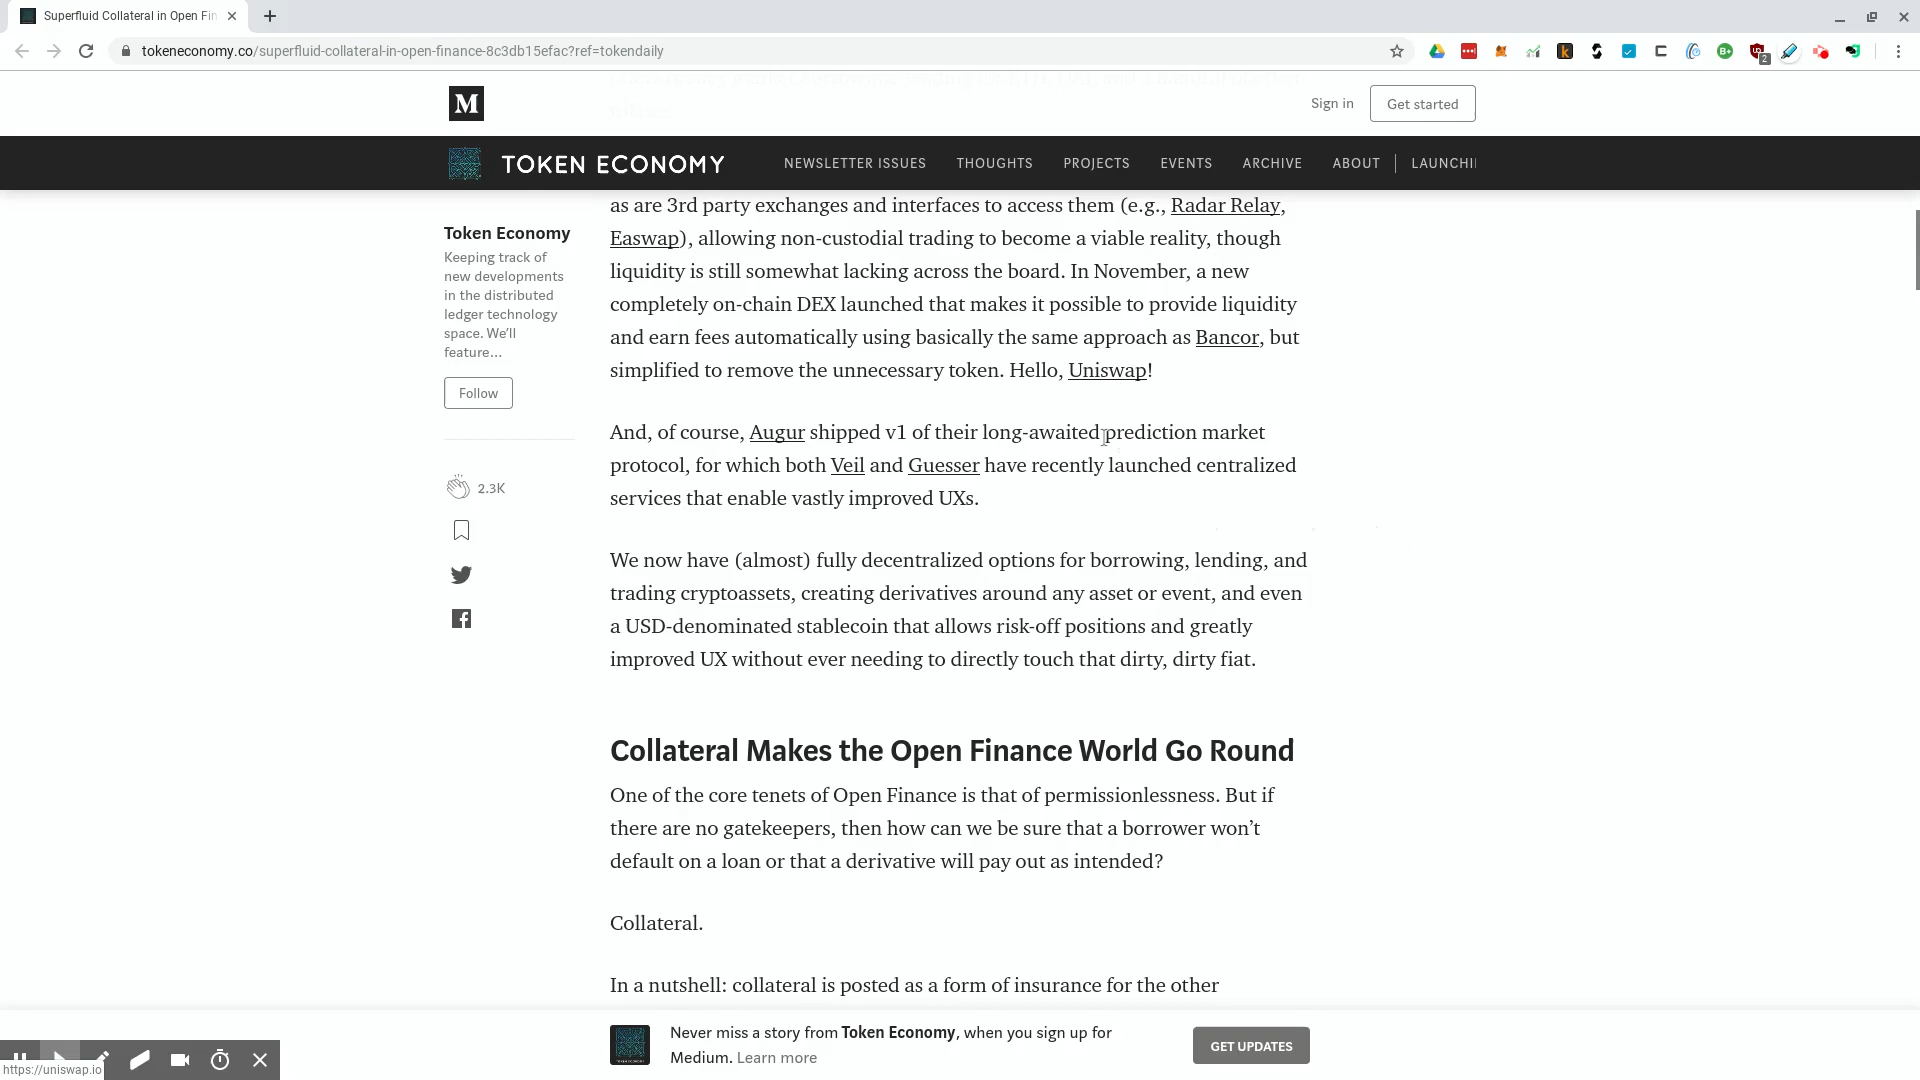 Superfluid Collateral in Open Fin
tokeneconomy.co/superfluid-collateral-in-open-finance-8c3db15efac?ref=tokendaily
2
M
Sign in
Get started
TOKEN ECONOMY
NEWSLETTER ISSUES
THOUGHTS
PROJECTS
EVENTS
ARCHIVE
ABOUT
LAUNCHI
Token Economy
Keeping track of
new developments
in the distributed
ledger technology
space. We'll
feature…
Follow
2.3K
as are 3rd party exchanges and interfaces to access them (e.g., Radar Relay,
Easwap), allowing non-custodial trading to become a viable reality, though
liquidity is still somewhat lacking across the board. In November, a new
completely on-chain DEX launched that makes it possible to provide liquidity
and earn fees automatically using basically the same approach as Bancor, but
simplified to remove the unnecessary token. Hello, Uniswap!
And, of course, Augur shipped v1 of their long-awaited prediction market
protocol, for which both Veil and Guesser have recently launched centralized
services that enable vastly improved UXs.
We now have (almost) fully decentralized options for borrowing, lending, and
trading cryptoassets, creating derivatives around any asset or event, and even
a USD-denominated stablecoin that allows risk-off positions and greatly
improved UX without ever needing to directly touch that dirty, dirty fiat.
Collateral Makes the Open Finance World Go Round
One of the core tenets of Open Finance is that of permissionlessness. But if
there are no gatekeepers, then how can we be sure that a borrower won't
default on a loan or that a derivative will pay out as intended?
Collateral.
In a nutshell: collateral is posted as a form of insurance for the other
Never miss a story from Token Economy, when you sign up for
Medium. Learn more
GET UPDATES
https://uniswap.io